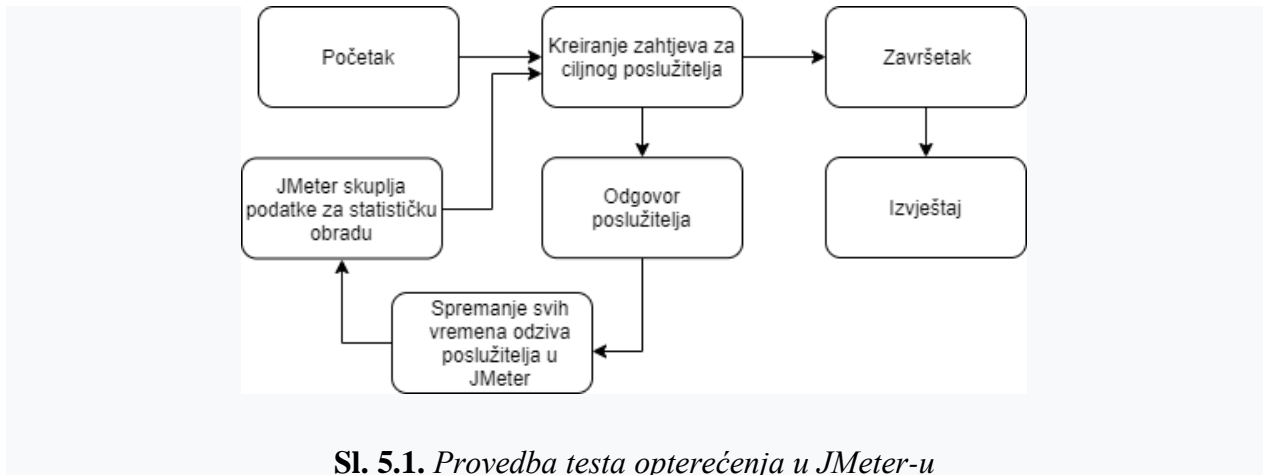 Početak
Kreiranje zahtjeva za
ciljnog poslužitelja
Završetak
JMeter skuplja
podatke za statističku
obradu
Odgovor
poslužitelja
Izvještaj
Spremanje svih
vremena odziva
poslužitelja u
JMeter
Sl. 5.1. Provedba testa opterećenja u JMeter-u